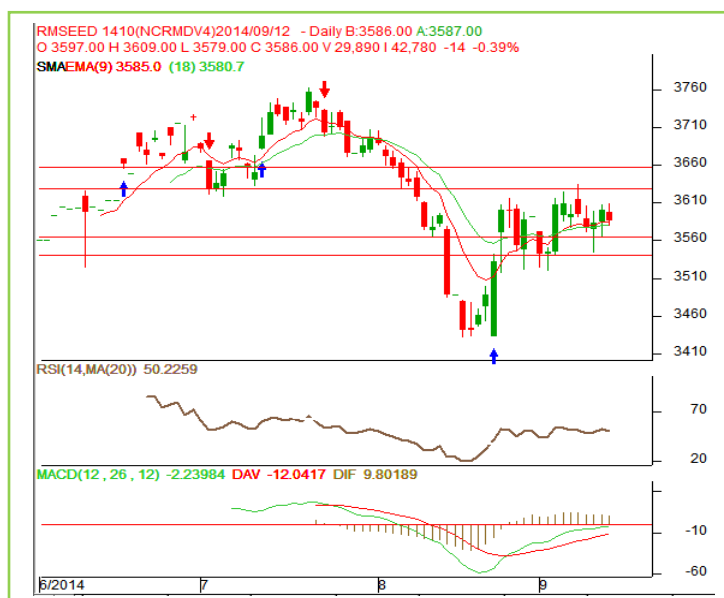 RMSEED 1410(NCRMDV4)2014/09/12 - Daily B:3586.00 A:3587.00
O 3597.00 H 3609.00 L 3579.00 C 3586.00 V 29,890 I 42,780 -14 -0.39%
SMAEMA(9) 3585.0 (18) 3580.7
3760
3710
3660
3610
3560
3510
3460
3410
RSI(14,MA(20)) 50.2259
70
20
MACD(12 , 26 , 12) -2.23984 DAV -12.0417 DIF 9.80189
-10
-60
6/2014 7 8 9